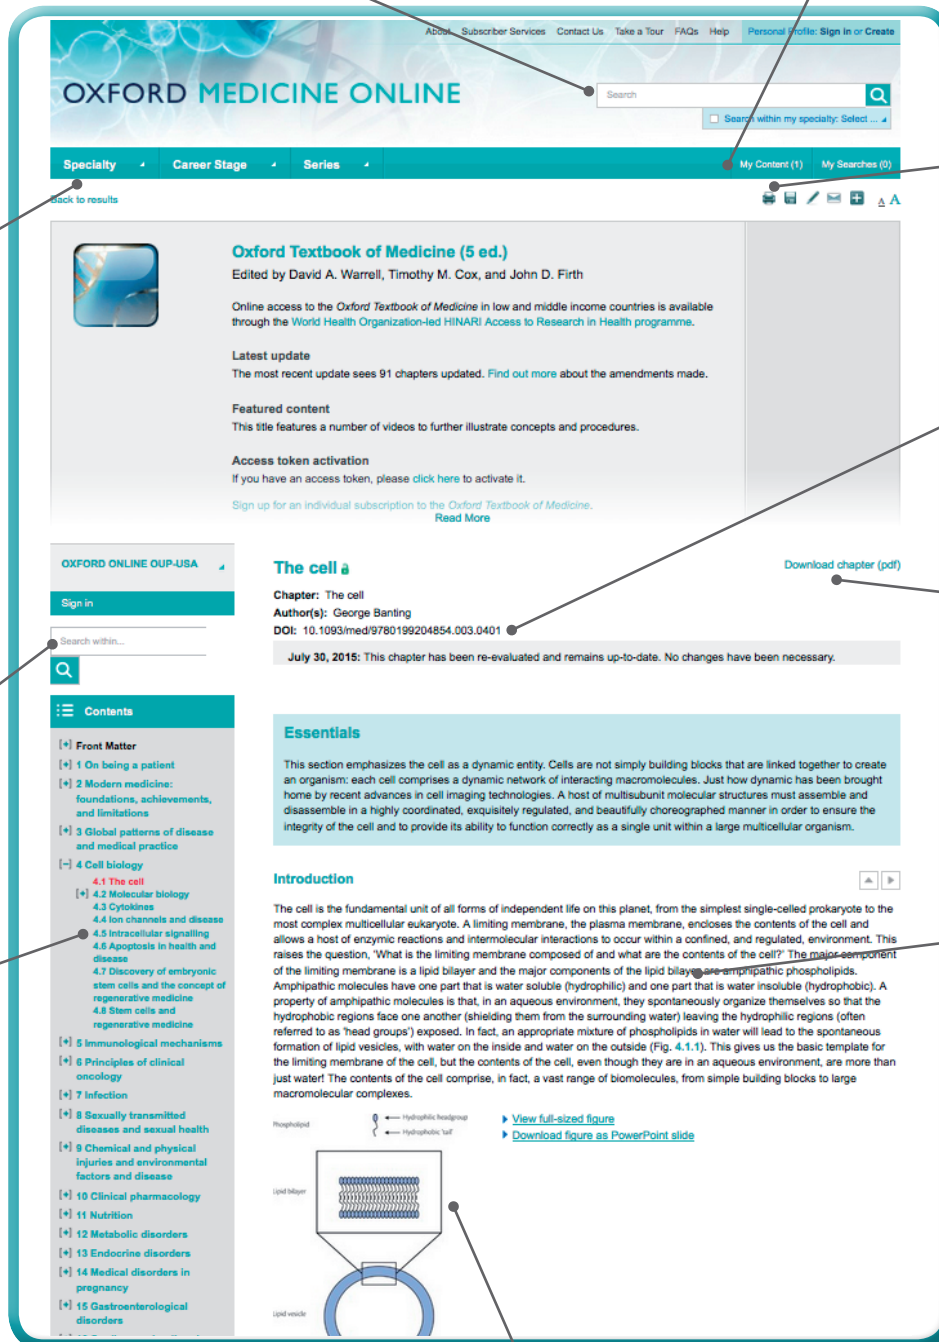 About Subscriber Services Contact Us Take a Tour FAQs Help Personal Profile: Sign in or Create
OXFORD MEDICINE ONLINE
Search
Search within my specialty: Select ...
Specialty Career Stage Series My Content (1) My Searches (0)
Back to results
A A
Oxford Textbook of Medicine (5 ed.)
Edited by David A. Warrell, Timothy M. Cox, and John D. Firth
Online access to the Oxford Textbook of Medicine in low and middle income countries is available
through the World Health Organization-led HINARI Access to Research in Health programme.
Latest update
The most recent update sees 91 chapters updated. Find out more about the amendments made.
Featured content
This title features a number of videos to further illustrate concepts and procedures.
Access token activation
If you have an access token, please click here to activate it.
Sign up for an individual subscription to the Oxford Textbook of Medicine.
Read More
OXFORD ONLINE OUP-USA
Sign in
Search within...
Contents
[+] Front Matter
[+] 1 On being a patient
[+] 2 Modern medicine:
foundations, achievements,
and limitations
[+] 3 Global patterns of disease
and medical practice
[−] 4 Cell biology
4.1 The cell
[+] 4.2 Molecular biology
4.3 Cytokines
4.4 Ion channels and disease
4.5 Intracellular signalling
4.6 Apoptosis in health and
disease
4.7 Discovery of embryonic
stem cells and the concept of
regenerative medicine
4.8 Stem cells and
regenerative medicine
[+] 5 Immunological mechanisms
[+] 6 Principles of clinical
oncology
[+] 7 Infection
[+] 8 Sexually transmitted
diseases and sexual health
[+] 9 Chemical and physical
injuries and environmental
factors and disease
[+] 10 Clinical pharmacology
[+] 11 Nutrition
[+] 12 Metabolic disorders
[+] 13 Endocrine disorders
[+] 14 Medical disorders in
pregnancy
[+] 15 Gastroenterological
disorders
The cell
Download chapter (pdf)
Chapter: The cell
Author(s): George Banting
DOI: 10.1093/med/9780199204854.003.0401
July 30, 2015: This chapter has been re-evaluated and remains up-to-date. No changes have been necessary.
Essentials
This section emphasizes the cell as a dynamic entity. Cells are not simply building blocks that are linked together to create
an organism: each cell comprises a dynamic network of interacting macromolecules. Just how dynamic has been brought
home by recent advances in cell imaging technologies. A host of multisubunit molecular structures must assemble and
disassemble in a highly coordinated, exquisitely regulated, and beautifully choreographed manner in order to ensure the
integrity of the cell and to provide its ability to function correctly as a single unit within a large multicellular organism.
Introduction
The cell is the fundamental unit of all forms of independent life on this planet, from the simplest single-celled prokaryote to the
most complex multicellular eukaryote. A limiting membrane, the plasma membrane, encloses the contents of the cell and
allows a host of enzymic reactions and intermolecular interactions to occur within a confined, and regulated, environment. This
raises the question, 'What is the limiting membrane composed of and what are the contents of the cell?' The major component
of the limiting membrane is a lipid bilayer and the major components of the lipid bilayer are amphipathic phospholipids.
Amphipathic molecules have one part that is water soluble (hydrophilic) and one part that is water insoluble (hydrophobic). A
property of amphipathic molecules is that, in an aqueous environment, they spontaneously organize themselves so that the
hydrophobic regions face one another (shielding them from the surrounding water) leaving the hydrophilic regions (often
referred to as 'head groups') exposed. In fact, an appropriate mixture of phospholipids in water will lead to the spontaneous
formation of lipid vesicles, with water on the inside and water on the outside (Fig. 4.1.1). This gives us the basic template for
the limiting membrane of the cell, but the contents of the cell, even though they are in an aqueous environment, are more than
just water! The contents of the cell comprise, in fact, a vast range of biomolecules, from simple building blocks to large
macromolecular complexes.
Phospholipid
Hydrophilic headgroup
Hydrophobic 'tail'
View full-sized figure
Download figure as PowerPoint slide
Lipid bilayer
Lipid vesicle